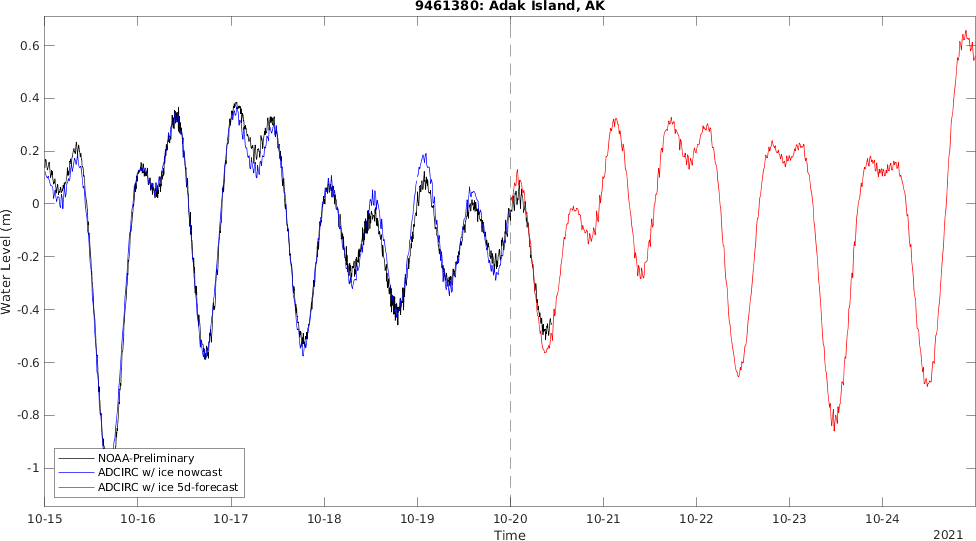 9461380: Adak Island, AK
Water Level (m)
0.6
0.4
0.2
0
-0.2
-0.4
-0.6
-0.8
-1
NOAA-Preliminary
ADCIRC w/ ice nowcast
ADCIRC w/ ice 5d-forecast
10-15 10-16 10-17 10-18 10-19 10-20 10-21 10-22 10-23 10-24
Time
2021